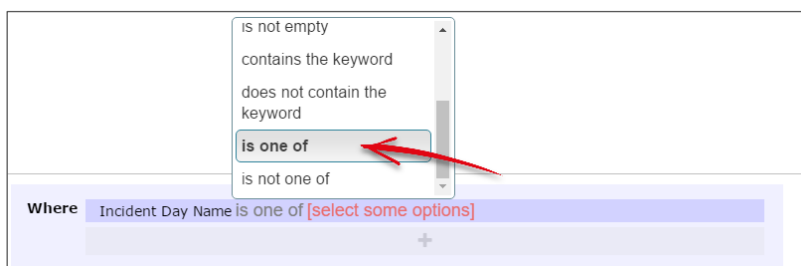 is not empty
contains the keyword
does not contain the
keyword
is one of
is not one of
Where Incident Day Name is one of [select some options]
+